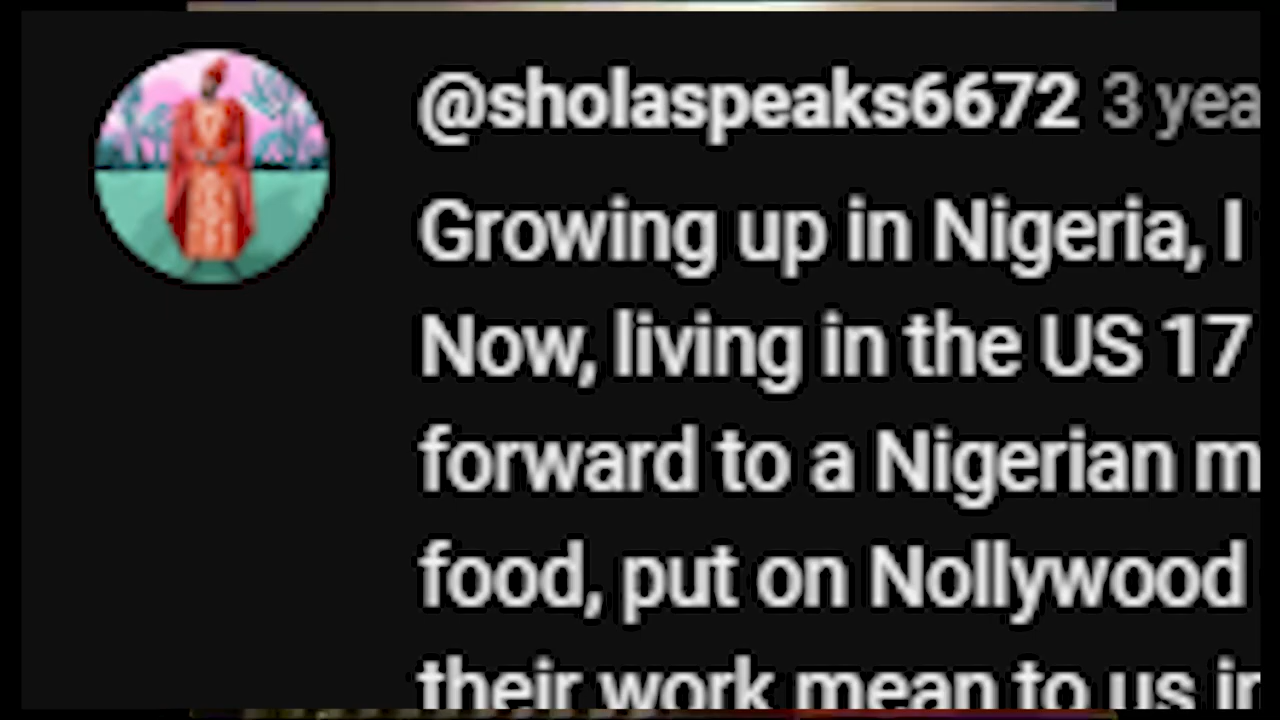 @sholaspeaks6672 3 yea
Growing up in Nigeria, I
Now, living in the US 17
forward to a Nigerian m
food, put on Nollywood
their work mean to us in